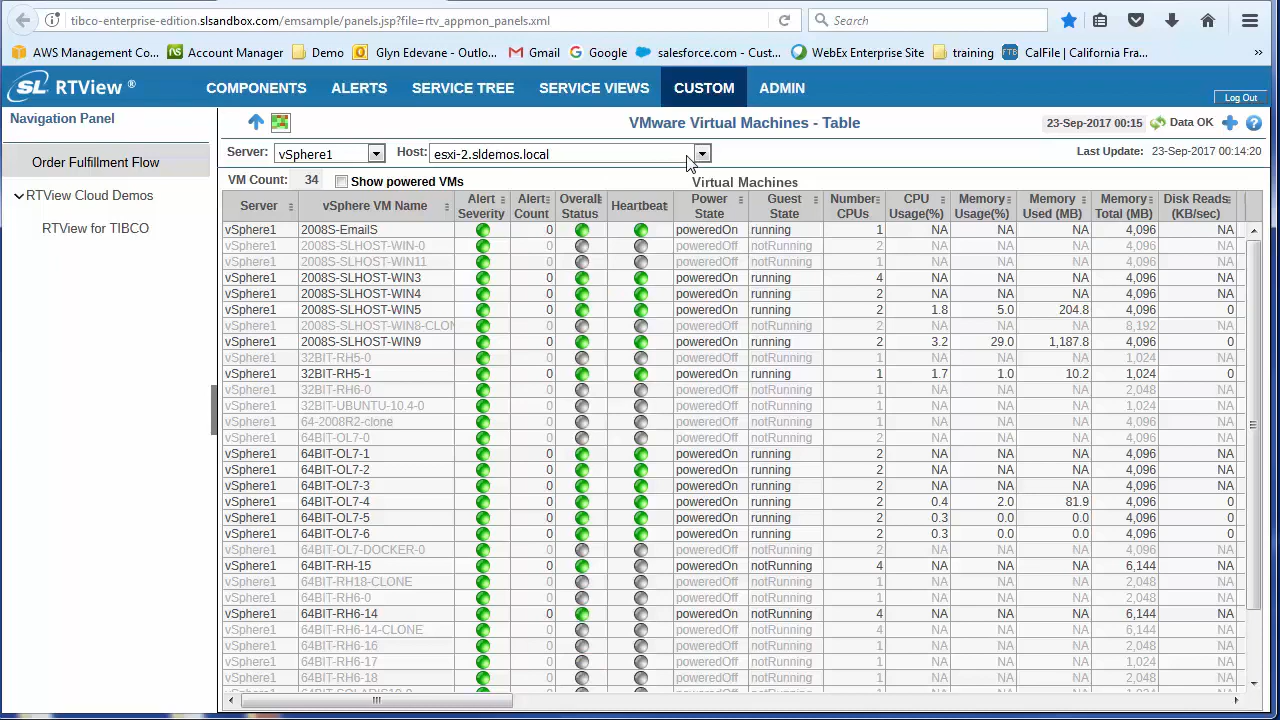 tibco-enterprise-edition.slsandbox.com/emsample/panels.jsp?file=rtv_appmon_panels.xml Search
AWS Management Co... Account Manager Demo Glyn Edevane - Outlo... Gmail Google salesforce.com - Cust... WebEx Enterprise Site training FTB CalFile | California Fra... »
SL RTView ® COMPONENTS ALERTS SERVICE TREE SERVICE VIEWS CUSTOM ADMIN Log Out
Navigation Panel
Order Fulfillment Flow
RTView Cloud Demos
RTView for TIBCO
VMware Virtual Machines - Table 23-Sep-2017 00:15 Data OK
Server: vSphere1 Host: esxi-2.sldemos.local Last Update: 23-Sep-2017 00:14:20
VM Count: 34 Show powered VMs Virtual Machines
Server vSphere VM Name Alert Severity Alert Count Overall Status Heartbeat Power State Guest State Number CPUs CPU Usage(%) Memory Usage(%) Memory Used (MB) Memory Total (MB) Disk Reads (KB/sec)
vSphere1 2008S-EmailS 0 poweredOn running 1 NA NA NA 4,096 NA
vSphere1 2008S-SLHOST-WIN-0 0 poweredOff notRunning 2 NA NA NA 4,096 NA
vSphere1 2008S-SLHOST-WIN11 0 poweredOff notRunning 1 NA NA NA 4,096 NA
vSphere1 2008S-SLHOST-WIN3 0 poweredOn running 4 NA NA NA 4,096 NA
vSphere1 2008S-SLHOST-WIN4 0 poweredOn running 2 NA NA NA 4,096 NA
vSphere1 2008S-SLHOST-WIN5 0 poweredOn running 2 1.8 5.0 204.8 4,096 0
vSphere1 2008S-SLHOST-WIN8-CLON 0 poweredOff notRunning 2 NA NA NA 8,192 NA
vSphere1 2008S-SLHOST-WIN9 0 poweredOn running 2 3.2 29.0 1,187.8 4,096 0
vSphere1 32BIT-RH5-0 0 poweredOff notRunning 1 NA NA NA 1,024 NA
vSphere1 32BIT-RH5-1 0 poweredOn running 1 1.7 1.0 10.2 1,024 0
vSphere1 32BIT-RH6-0 0 poweredOff notRunning 1 NA NA NA 2,048 NA
vSphere1 32BIT-UBUNTU-10.4-0 0 poweredOff notRunning 1 NA NA NA 1,024 NA
vSphere1 64-2008R2-clone 0 poweredOff notRunning 1 NA NA NA 4,096 NA
vSphere1 64BIT-OL7-0 0 poweredOff notRunning 2 NA NA NA 4,096 NA
vSphere1 64BIT-OL7-1 0 poweredOn running 2 NA NA NA 4,096 NA
vSphere1 64BIT-OL7-2 0 poweredOn running 2 NA NA NA 4,096 NA
vSphere1 64BIT-OL7-3 0 poweredOn running 2 NA NA NA 4,096 NA
vSphere1 64BIT-OL7-4 0 poweredOn running 2 0.4 2.0 81.9 4,096 0
vSphere1 64BIT-OL7-5 0 poweredOn running 2 0.3 0.0 0.0 4,096 0
vSphere1 64BIT-OL7-6 0 poweredOn running 2 0.3 0.0 0.0 4,096 0
vSphere1 64BIT-OL7-DOCKER-0 0 poweredOff notRunning 2 NA NA NA 4,096 NA
vSphere1 64BIT-RH-15 0 poweredOn notRunning 4 NA NA NA 6,144 NA
vSphere1 64BIT-RH18-CLONE 0 poweredOff notRunning 1 NA NA NA 2,048 NA
vSphere1 64BIT-RH6-0 0 poweredOff notRunning 1 NA NA NA 2,048 NA
vSphere1 64BIT-RH6-14 0 poweredOn notRunning 4 NA NA NA 6,144 NA
vSphere1 64BIT-RH6-14-CLONE 0 poweredOff notRunning 4 NA NA NA 6,144 NA
vSphere1 64BIT-RH6-16 0 poweredOff notRunning 1 NA NA NA 2,048 NA
vSphere1 64BIT-RH6-17 0 poweredOff notRunning 1 NA NA NA 1,024 NA
vSphere1 64BIT-RH6-18 0 poweredOff notRunning 1 NA NA NA 2,048 NA